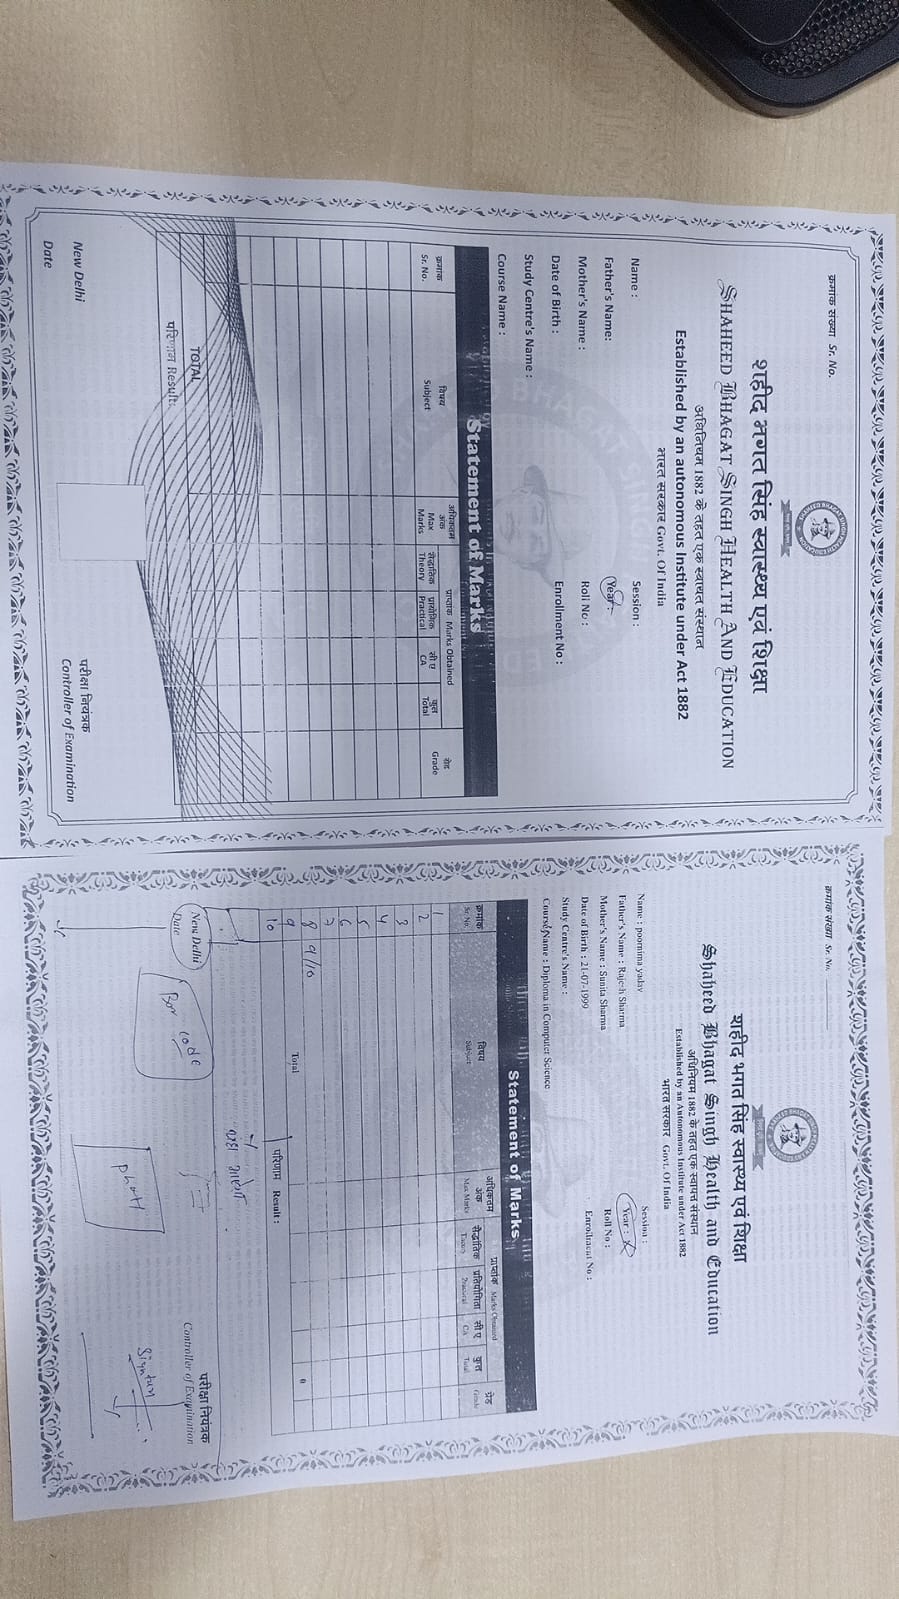 क्रमांक संख्या Sr. No.
शहीद भगत सिंह स्वास्थ्य एवं शिक्षा
SHAHEED BHAGAT SINGH HEALTH AND EDUCATION
अधिनियम 1882 के तहत एक स्वायत संस्थान
Established by an autonomous Institute under Act 1882
भारत सरकार Govt. Of India
Name :
Session :
Father's Name:
Year :
Mother's Name :
Roll No :
Date of Birth :
Enrollment No :
Study Centre's Name :
Course Name :
Statement of Marks
क्रमांक Sr. No.
विषय Subject
अधिकतम अंक Max Marks
प्राप्तांक Marks Obtained
सैद्धांतिक Theory
प्रायोगिक Practical
सी ए CA
कुल Total
ग्रेड Grade
TOTAL
परिणाम Result:
New Delhi
Date
परीक्षा नियंत्रक
Controller of Examination
क्रमांक संख्या Sr. No.
शहीद भगत सिंह स्वास्थ्य एवं शिक्षा
Shaheed Bhagat Singh Health and Education
अधिनियम 1882 के तहत एक स्वायत्त संस्थान
Established by an Autonomous Institute under Act 1882
भारत सरकार Govt. Of India
Name : poornima yadav
Session :
Father's Name : Rajesh Sharma
Year : X
Mother's Name : Sunita Sharma
Roll No :
Date of Birth : 21-07-1999
Enrollment No :
Study Centre's Name :
Course Name : Diploma in Computer Science
Statement of Marks
क्रमांक Sr. No.
विषय Subject
अधिकतम अंक Max Marks
प्राप्तांक Marks Obtained
सैद्धांतिक Theory
प्रतियोगिता Practical
सी ए CA
कुल Total
ग्रेड Grade
1
2
3
4
5
6
7
8 9/10
9
Total 0
10
परिणाम Result :
यहा आएगा
New Delhi
Date
Bar code
परीक्षा नियंत्रक
Controller of Examination